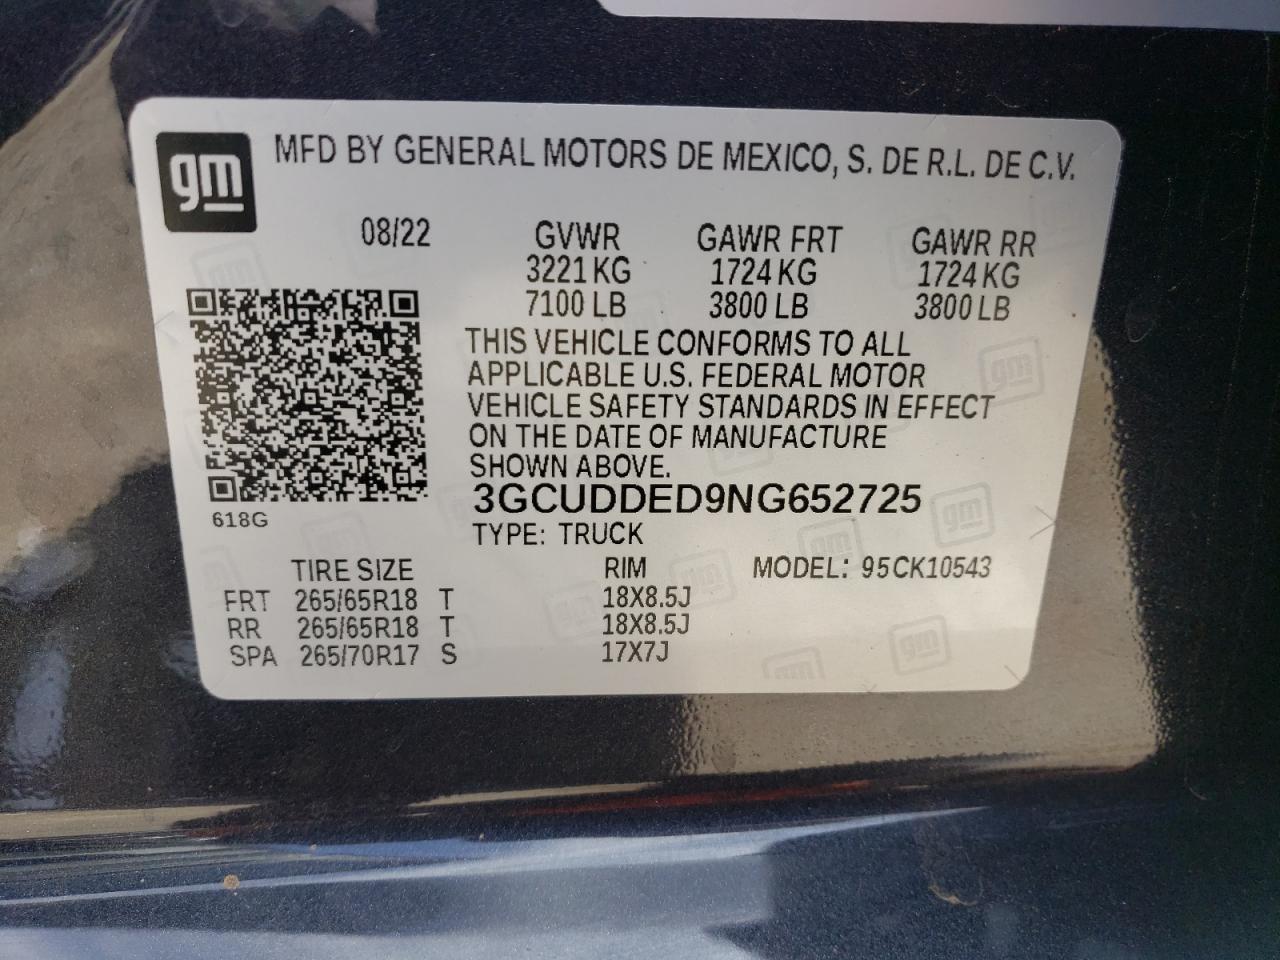 gm MFD BY GENERAL MOTORS DE MEXICO, S. DE R.L. DE C.V.
08/22 GVWR GAWR FRT GAWR RR
3221 KG 1724 KG 1724 KG
7100 LB 3800 LB 3800 LB
THIS VEHICLE CONFORMS TO ALL
APPLICABLE U.S. FEDERAL MOTOR
VEHICLE SAFETY STANDARDS IN EFFECT
ON THE DATE OF MANUFACTURE
SHOWN ABOVE.
3GCUDDED9NG652725
618G
TYPE: TRUCK
TIRE SIZE RIM MODEL: 95CK10543
FRT 265/65R18 T 18X8.5J
RR 265/65R18 T 18X8.5J
SPA 265/70R17 S 17X7J